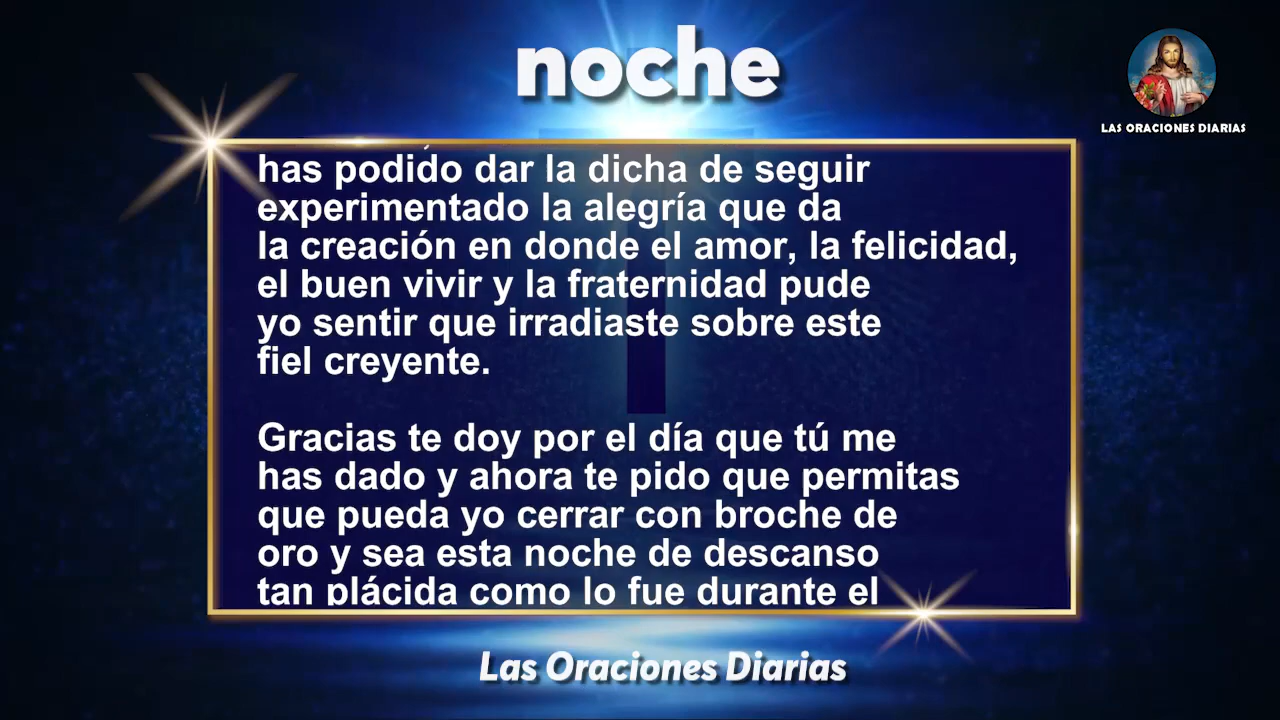 noche
LAS ORACIONES DIARIAS
has podido dar la dicha de seguir
experimentado la alegría que da
la creación en donde el amor, la felicidad,
el buen vivir y la fraternidad pude
yo sentir que irradiaste sobre este
fiel creyente.
Gracias te doy por el día que tú me
has dado y ahora te pido que permitas
que pueda yo cerrar con broche de
oro y sea esta noche de descanso
tan plácida como lo fue durante el
Las Oraciones Diarias